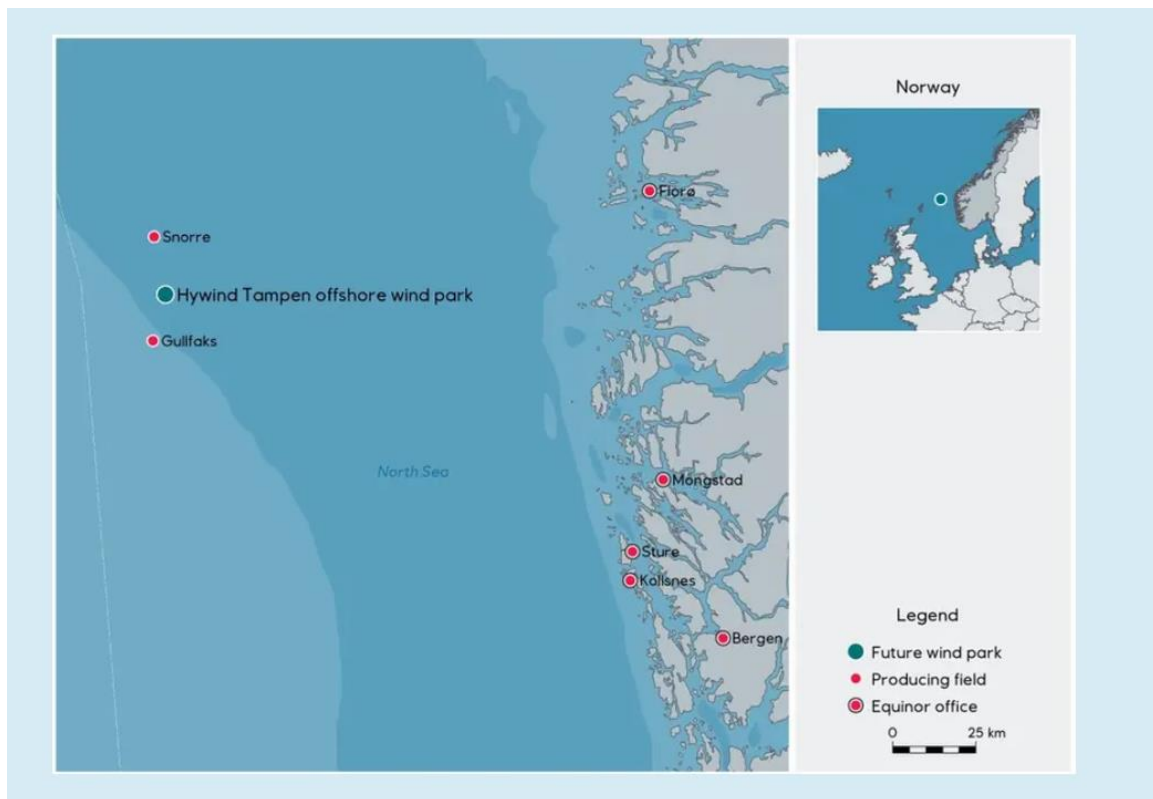 Norway
Florø
Snorre
Hywind Tampen offshore wind park
Gullfaks
North Sea
Mongstad
Sture
Kollsnes
Bergen
Legend
Future wind park
Producing field
Equinor office
0 25 km